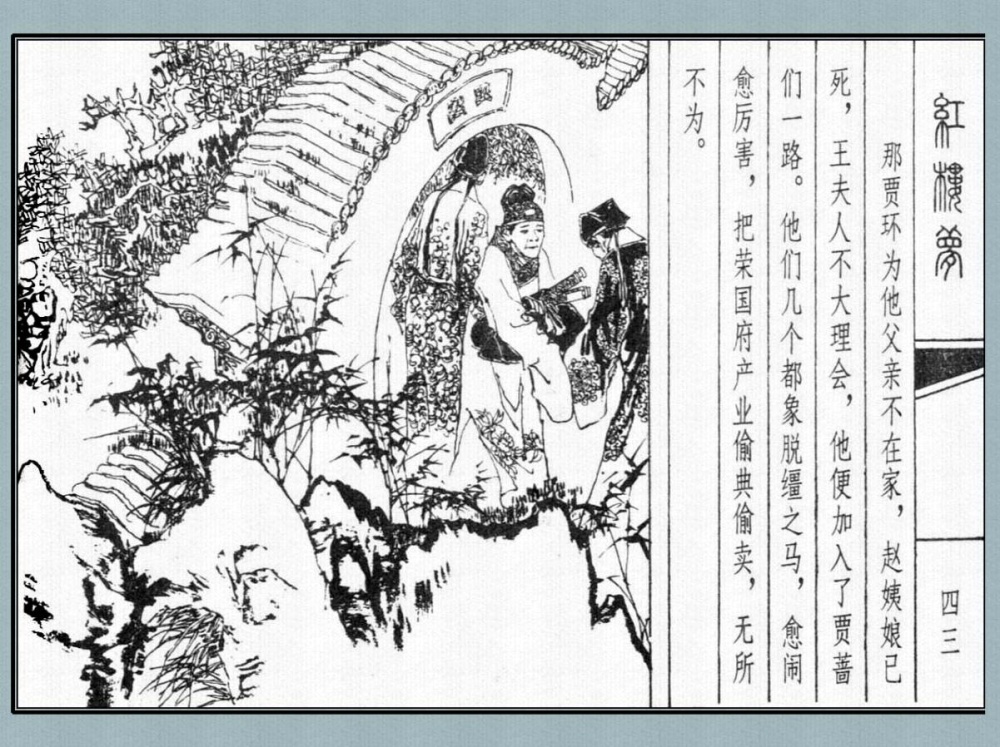 紅樓夢
四三
那贾环为他父亲不在家，赵姨娘已
死，王夫人不大理会，他便加入了贾蔷
们一路。他们几个都象脱缰之马，愈闹
愈厉害，把荣国府产业偷典偷卖，无所
不为。